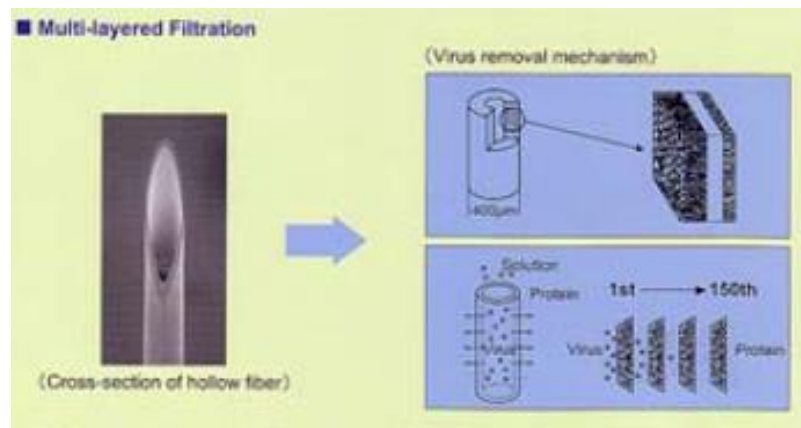 ■ Multi-layered Filtration
(Virus removal mechanism)
400μm
(Cross-section of hollow fiber)
Solution
Protein
Virus
1st
150th
Virus
Protein